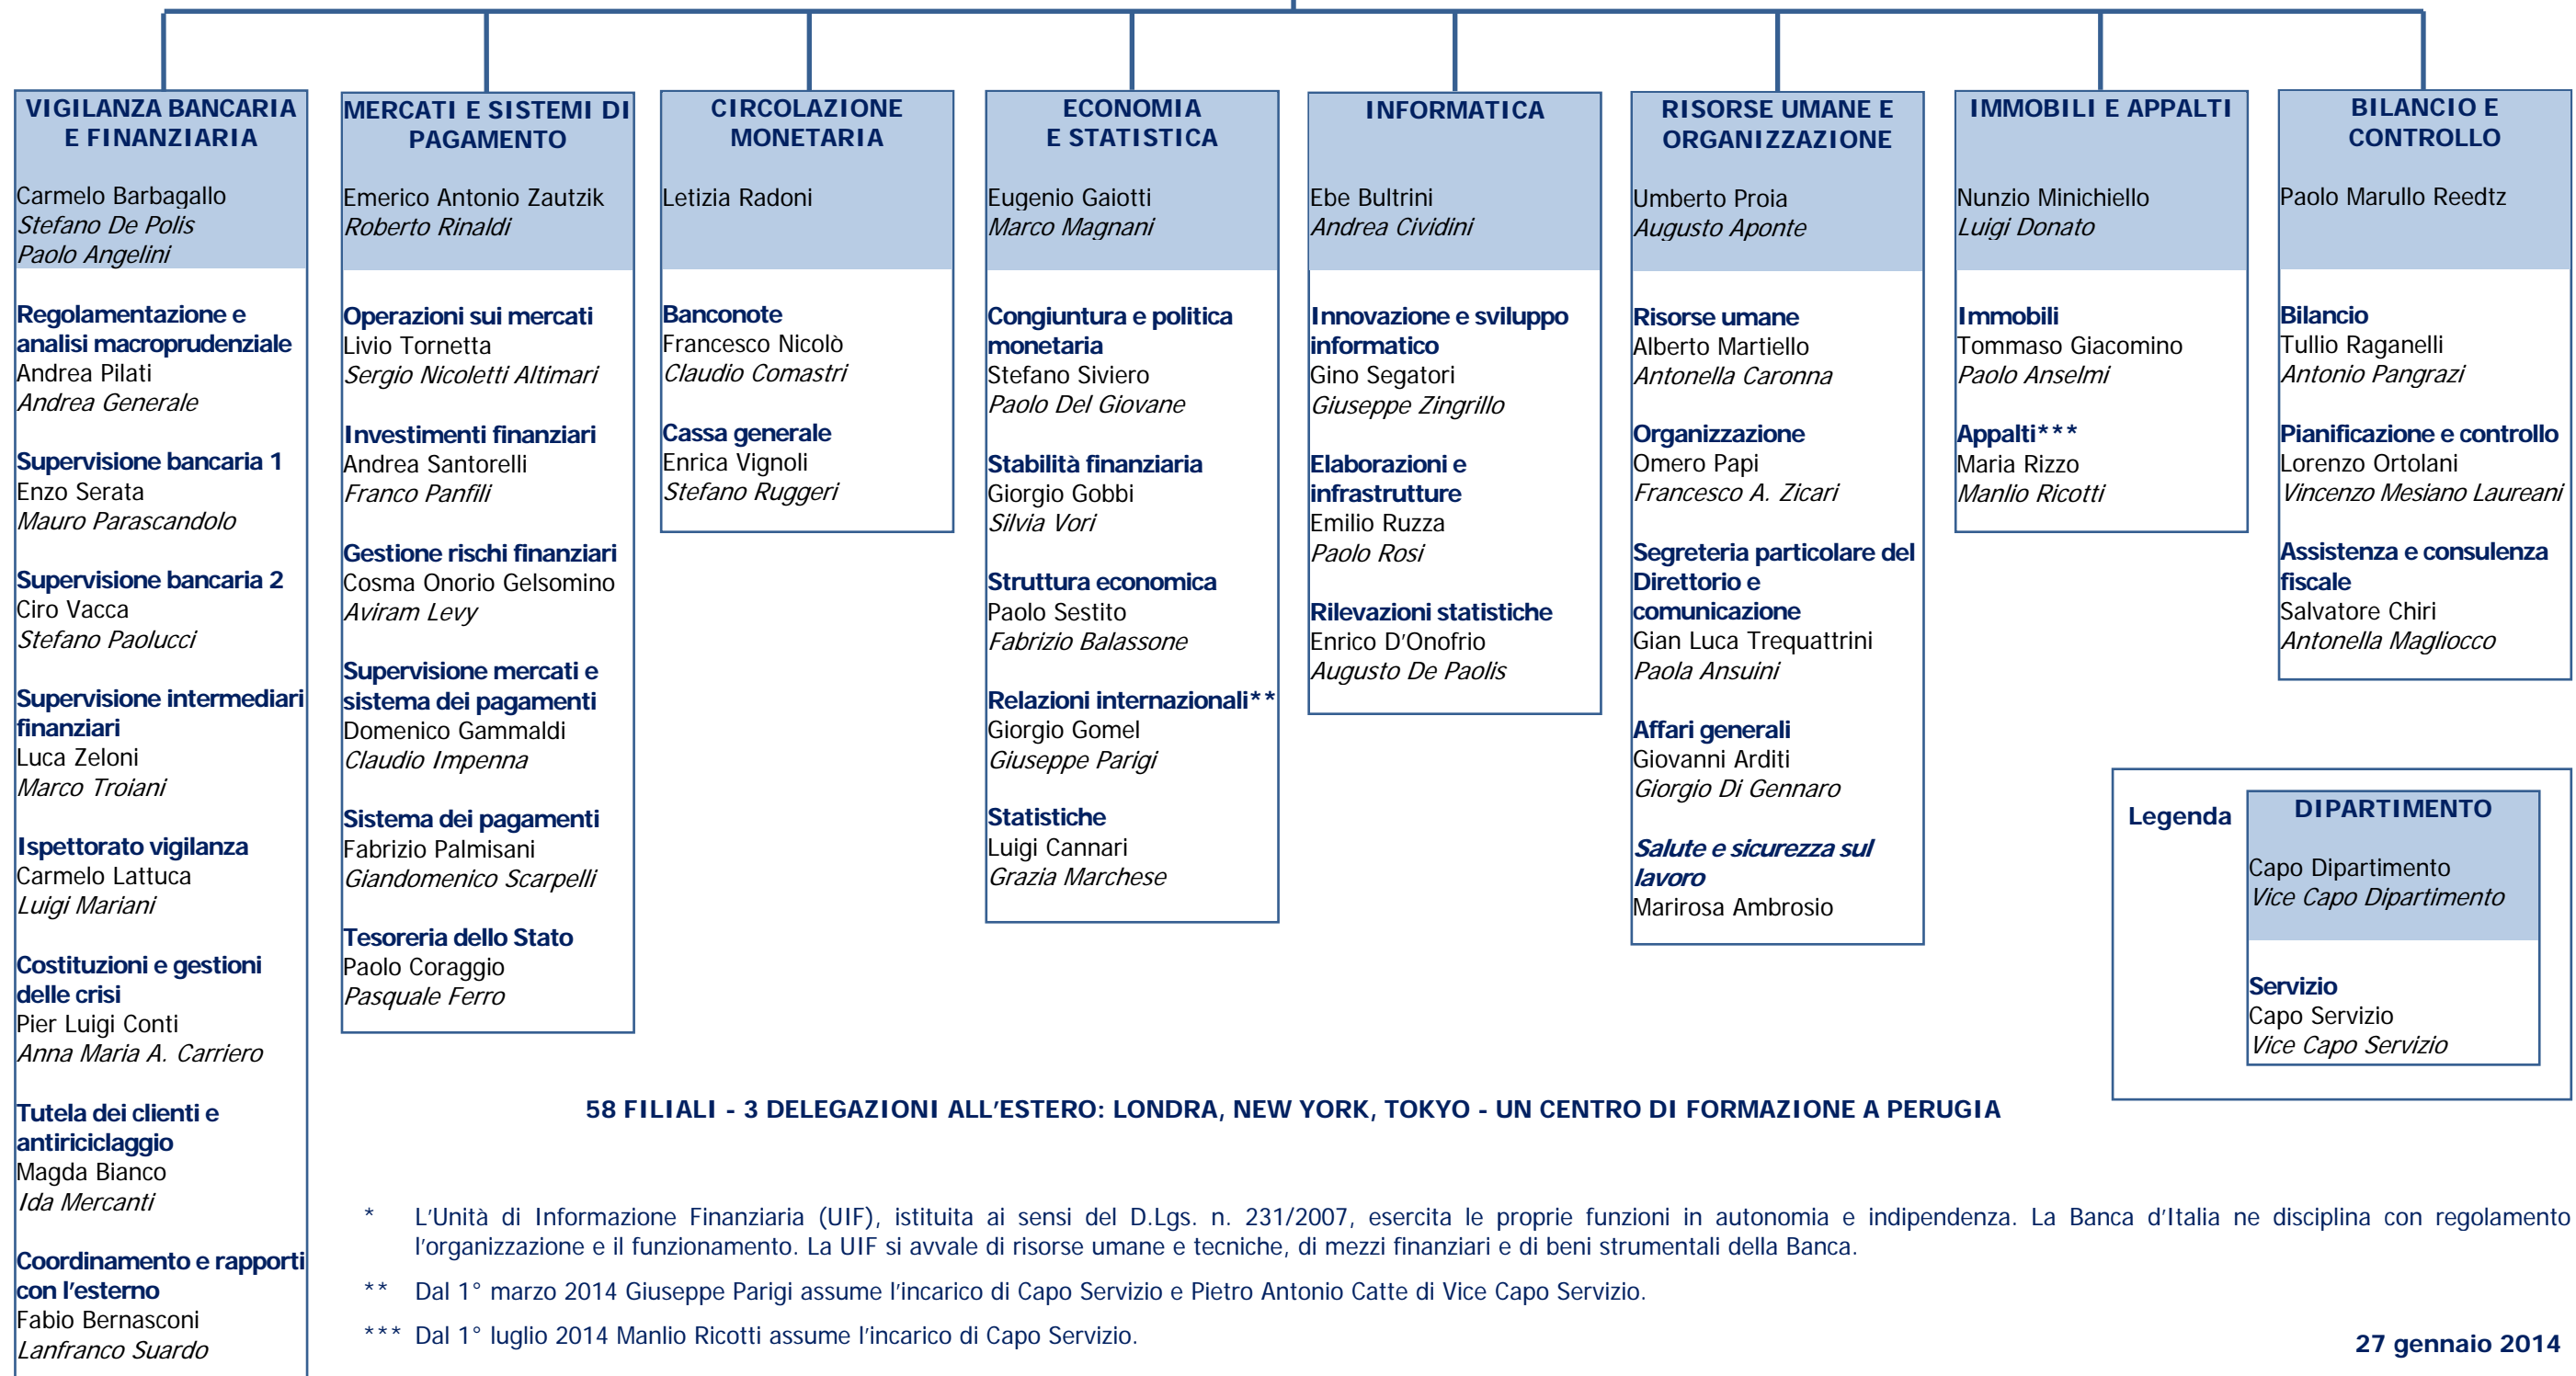 VIGILANZA BANCARIA
E FINANZIARIA
Carmelo Barbagallo
Stefano De Polis
Paolo Angelini
Regolamentazione e
analisi macroprudenziale
Andrea Pilati
Andrea Generale
Supervisione bancaria 1
Enzo Serata
Mauro Parascandolo
Supervisione bancaria 2
Ciro Vacca
Stefano Paolucci
Supervisione intermediari
finanziari
Luca Zeloni
Marco Troiani
Ispettorato vigilanza
Carmelo Lattuca
Luigi Mariani
Costituzioni e gestioni
delle crisi
Pier Luigi Conti
Anna Maria A. Carriero
Tutela dei clienti e
antiriciclaggio
Magda Bianco
Ida Mercanti
Coordinamento e rapporti
con l'esterno
Fabio Bernasconi
Lanfranco Suardo
MERCATI E SISTEMI DI
PAGAMENTO
Emerico Antonio Zautzik
Roberto Rinaldi
Operazioni sui mercati
Livio Tornetta
Sergio Nicoletti Altimari
Investimenti finanziari
Andrea Santorelli
Franco Panfili
Gestione rischi finanziari
Cosma Onorio Gelsomino
Aviram Levy
Supervisione mercati e
sistema dei pagamenti
Domenico Gammaldi
Claudio Impenna
Sistema dei pagamenti
Fabrizio Palmisani
Giandomenico Scarpelli
Tesoreria dello Stato
Paolo Coraggio
Pasquale Ferro
CIRCOLAZIONE
MONETARIA
Letizia Radoni
Banconote
Francesco Nicolò
Claudio Comastri
Cassa generale
Enrica Vignoli
Stefano Ruggeri
ECONOMIA
E STATISTICA
Eugenio Gaiotti
Marco Magnani
Congiuntura e politica
monetaria
Stefano Siviero
Paolo Del Giovane
Stabilità finanziaria
Giorgio Gobbi
Silvia Vori
Struttura economica
Paolo Sestito
Fabrizio Balassone
Relazioni internazionali**
Giorgio Gomel
Giuseppe Parigi
Statistiche
Luigi Cannari
Grazia Marchese
INFORMATICA
Ebe Bultrini
Andrea Cividini
Innovazione e sviluppo
informatico
Gino Segatori
Giuseppe Zingrillo
Elaborazioni e
infrastrutture
Emilio Ruzza
Paolo Rosi
Rilevazioni statistiche
Enrico D'Onofrio
Augusto De Paolis
RISORSE UMANE E
ORGANIZZAZIONE
Umberto Proia
Augusto Aponte
Risorse umane
Alberto Martiello
Antonella Caronna
Organizzazione
Omero Papi
Francesco A. Zicari
Segreteria particolare del
Direttorio e
comunicazione
Gian Luca Trequattrini
Paola Ansuini
Affari generali
Giovanni Arditi
Giorgio Di Gennaro
Salute e sicurezza sul
lavoro
Marirosa Ambrosio
IMMOBILI E APPALTI
Nunzio Minichiello
Luigi Donato
Immobili
Tommaso Giacomino
Paolo Anselmi
Appalti***
Maria Rizzo
Manlio Ricotti
BILANCIO E
CONTROLLO
Paolo Marullo Reedtz
Bilancio
Tullio Raganelli
Antonio Pangrazi
Pianificazione e controllo
Lorenzo Ortolani
Vincenzo Mesiano Laureani
Assistenza e consulenza
fiscale
Salvatore Chiri
Antonella Magliocco
Legenda
DIPARTIMENTO
Capo Dipartimento
Vice Capo Dipartimento
Servizio
Capo Servizio
Vice Capo Servizio
58 FILIALI - 3 DELEGAZIONI ALL'ESTERO: LONDRA, NEW YORK, TOKYO - UN CENTRO DI FORMAZIONE A PERUGIA
* L'Unità di Informazione Finanziaria (UIF), istituita ai sensi del D.Lgs. n. 231/2007, esercita le proprie funzioni in autonomia e indipendenza. La Banca d'Italia ne disciplina con regolamento
l'organizzazione e il funzionamento. La UIF si avvale di risorse umane e tecniche, di mezzi finanziari e di beni strumentali della Banca.
** Dal 1° marzo 2014 Giuseppe Parigi assume l'incarico di Capo Servizio e Pietro Antonio Catte di Vice Capo Servizio.
*** Dal 1° luglio 2014 Manlio Ricotti assume l'incarico di Capo Servizio.
27 gennaio 2014